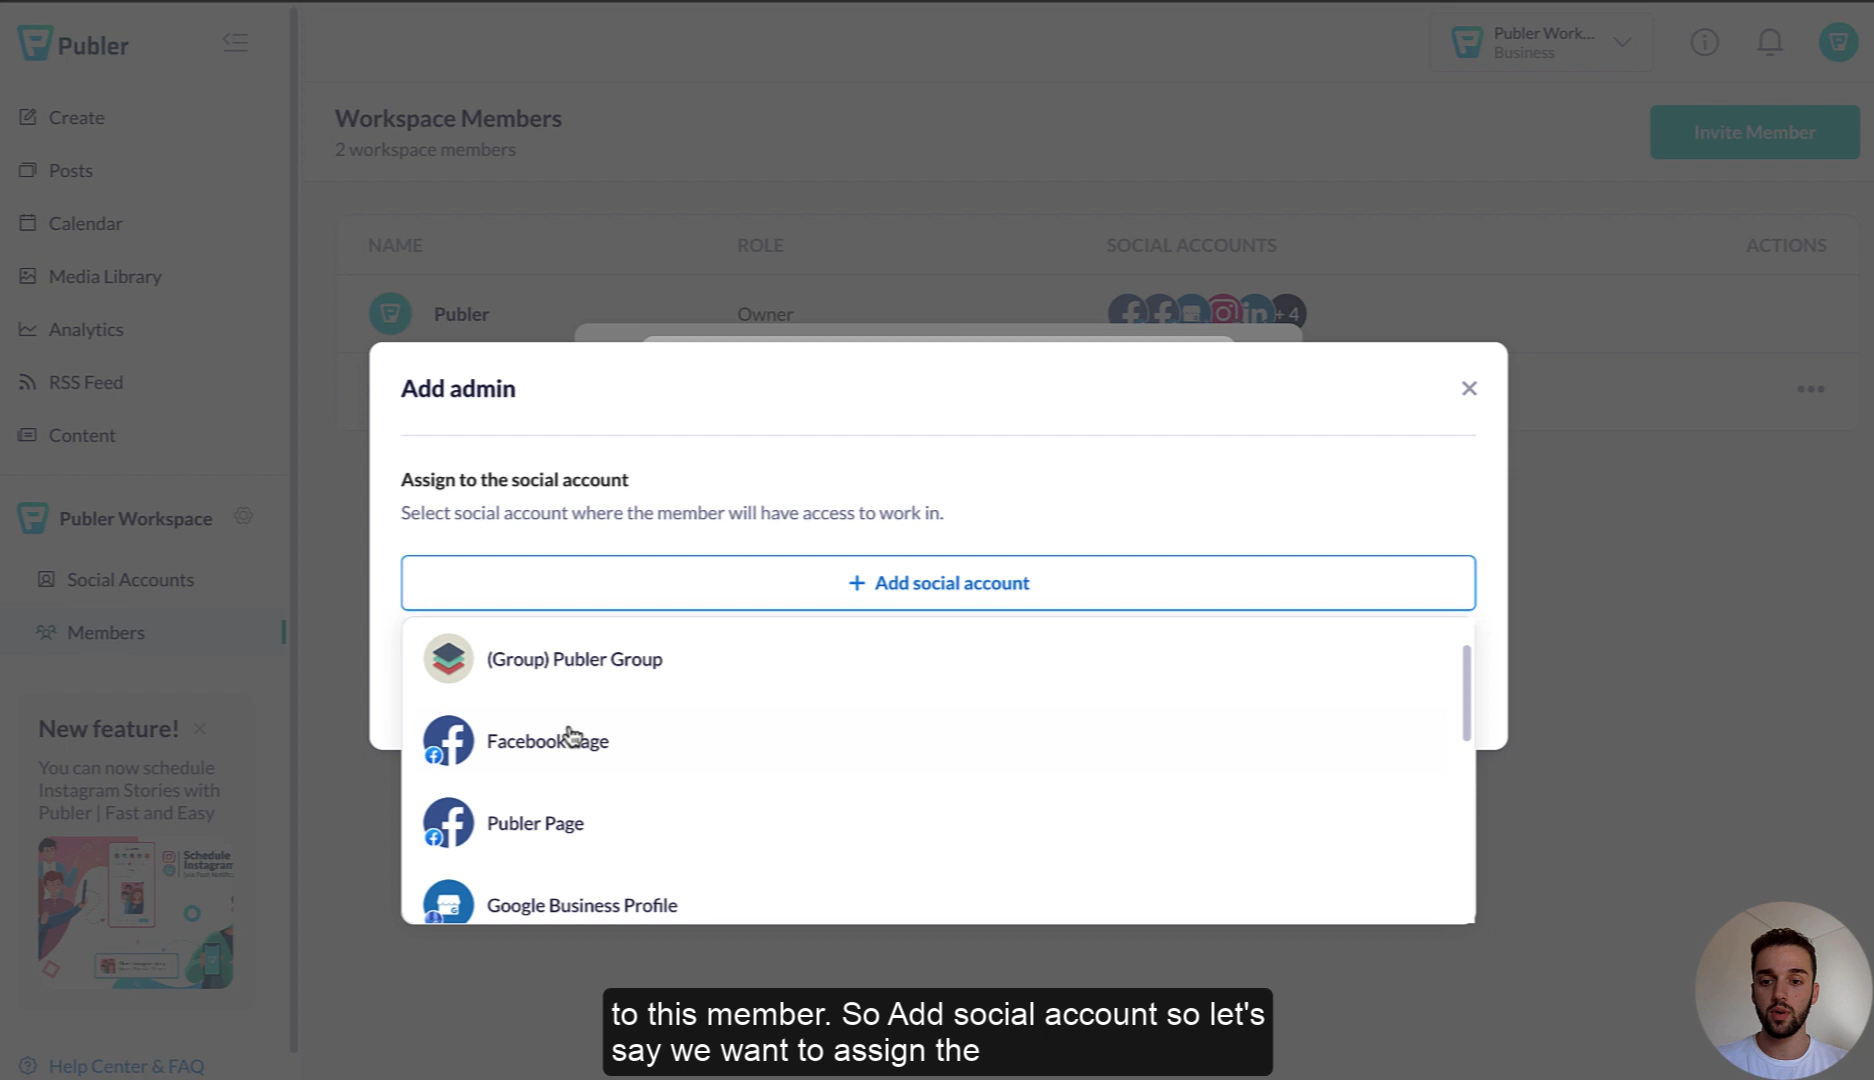 Publer
Publer Work...
Business
Create
Posts
Calendar
Media Library
Analytics
RSS Feed
Content
Publer Workspace
Social Accounts
Members
New feature!
You can now schedule
Instagram Stories with
Publer | Fast and Easy
Schedule
Instagram
Help Center & FAQ
Workspace Members
2 workspace members
Invite Member
NAME
ROLE
SOCIAL ACCOUNTS
ACTIONS
Publer
Owner
+4
Add admin
Assign to the social account
Select social account where the member will have access to work in.
+ Add social account
(Group) Publer Group
Facebook age
Publer Page
Google Business Profile
to this member. So Add social account so let's
say we want to assign the